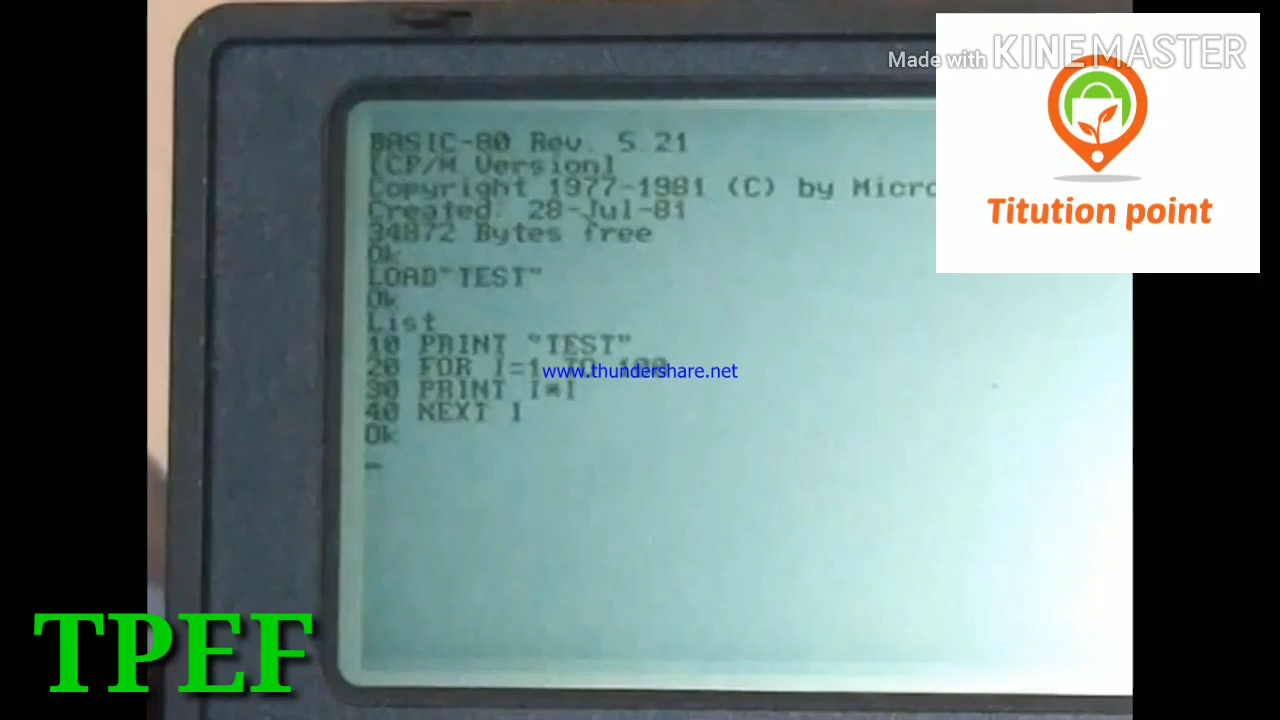 Made with KINEMASTER
Titution point
BASIC-80 Rev. 5.21
[CP/M Version]
Copyright 1977-1981 (C) by Micro
Created: 28-Jul-81
34872 Bytes free
Ok
LOAD"TEST"
Ok
List
10 PRINT "TEST"
20 FOR I=1 TO 100
30 PRINT I*I
40 NEXT I
Ok
www.thundershare.net
TPEF